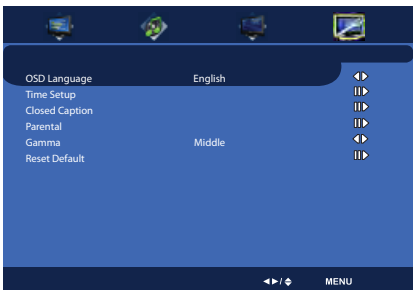 OSD Language English
Time Setup
Closed Caption
Parental
Gamma Middle
Reset Default
MENU